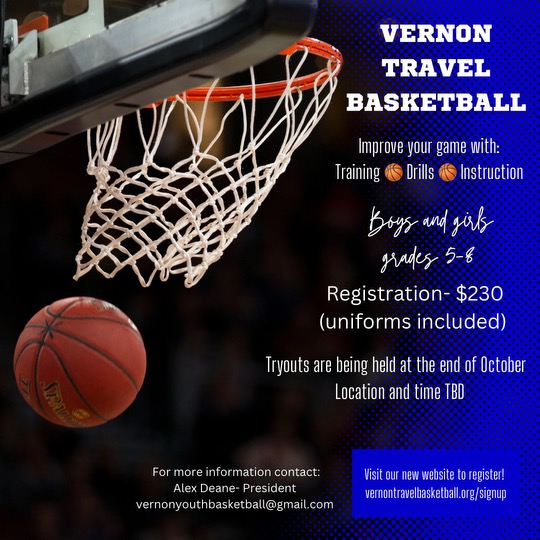 VERNON
TRAVEL
BASKETBALL
Improve your game with:
Training 🏀 Drills 🏀 Instruction
Boys and girls
grades 5-8
Registration- $230
(uniforms included)
Tryouts are being held at the end of October
Location and time TBD
For more information contact:
Alex Deane- President
vernonyouthbasketball@gmail.com
Visit our new website to register!
vernontravelbasketball.org/signup